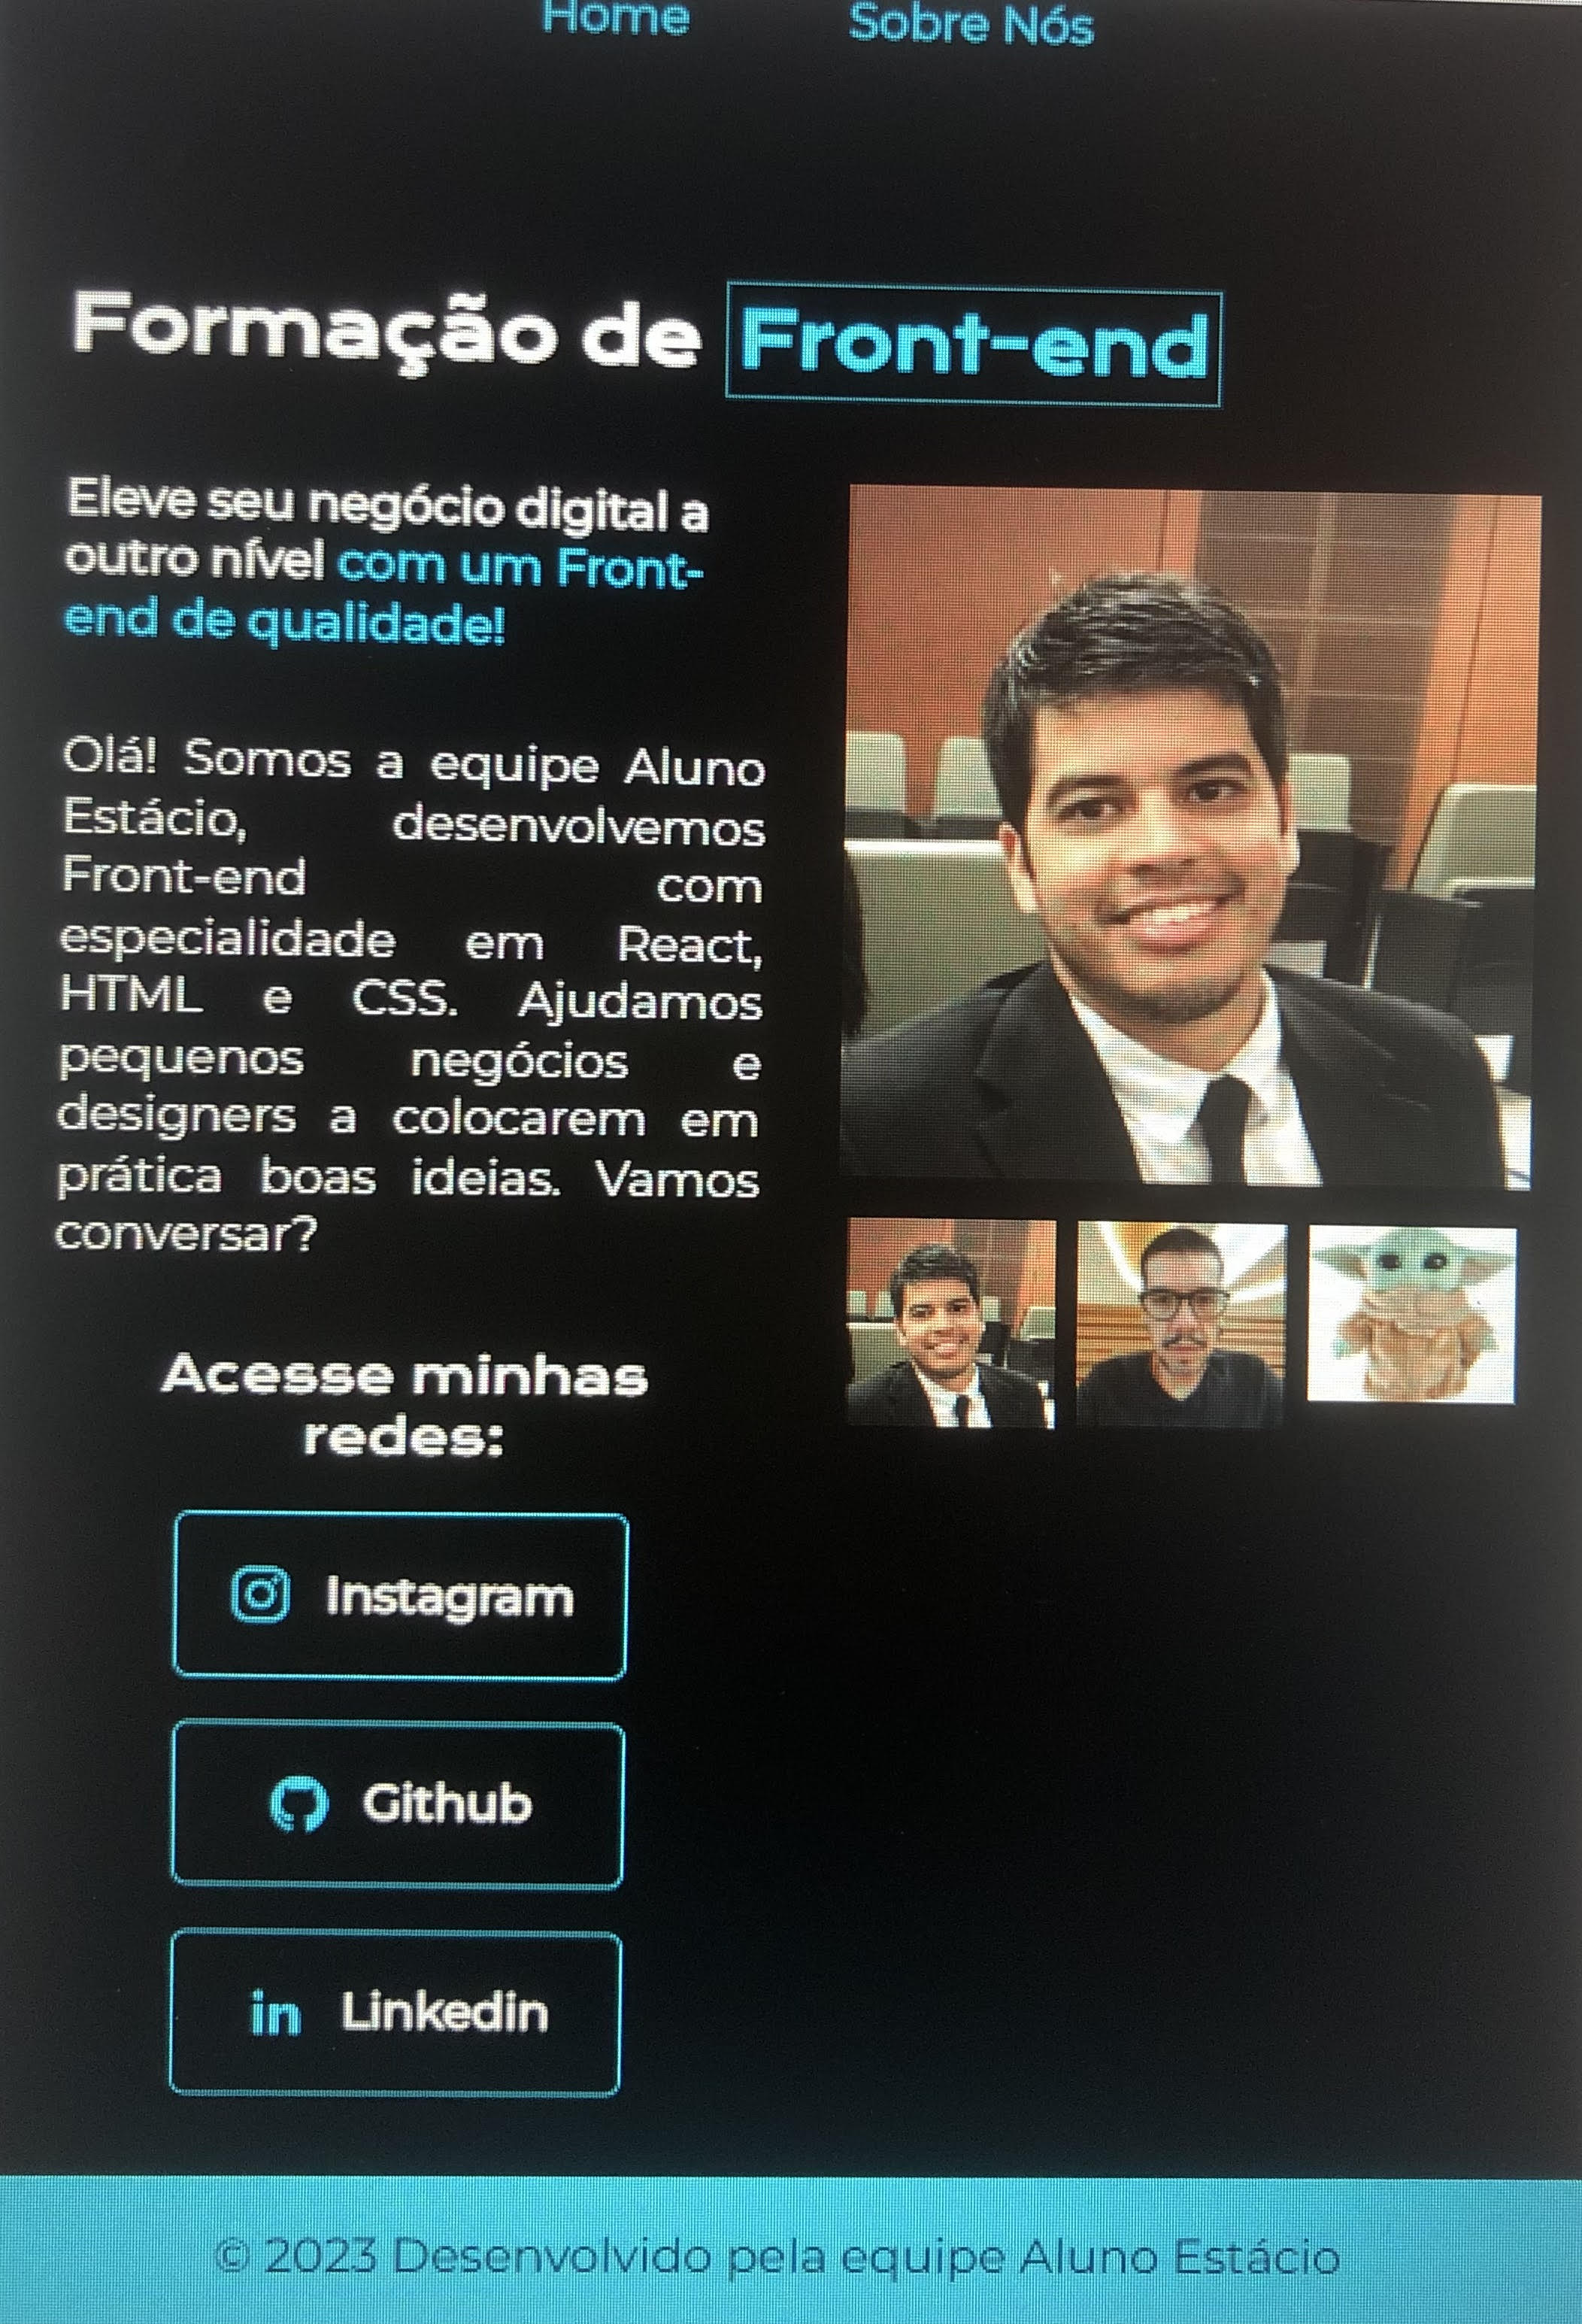 Home Sobre Nós
Formação de Front-end
Eleve seu negócio digital a
outro nível com um Front-
end de qualidade!
Olá! Somos a equipe Aluno
Estácio, desenvolvemos
Front-end com
especialidade em React,
HTML e CSS. Ajudamos
pequenos negócios e
designers a colocarem em
prática boas ideias. Vamos
conversar?
Acesse minhas
redes:
Instagram
Github
in Linkedin
© 2023 Desenvolvido pela equipe Aluno Estácio